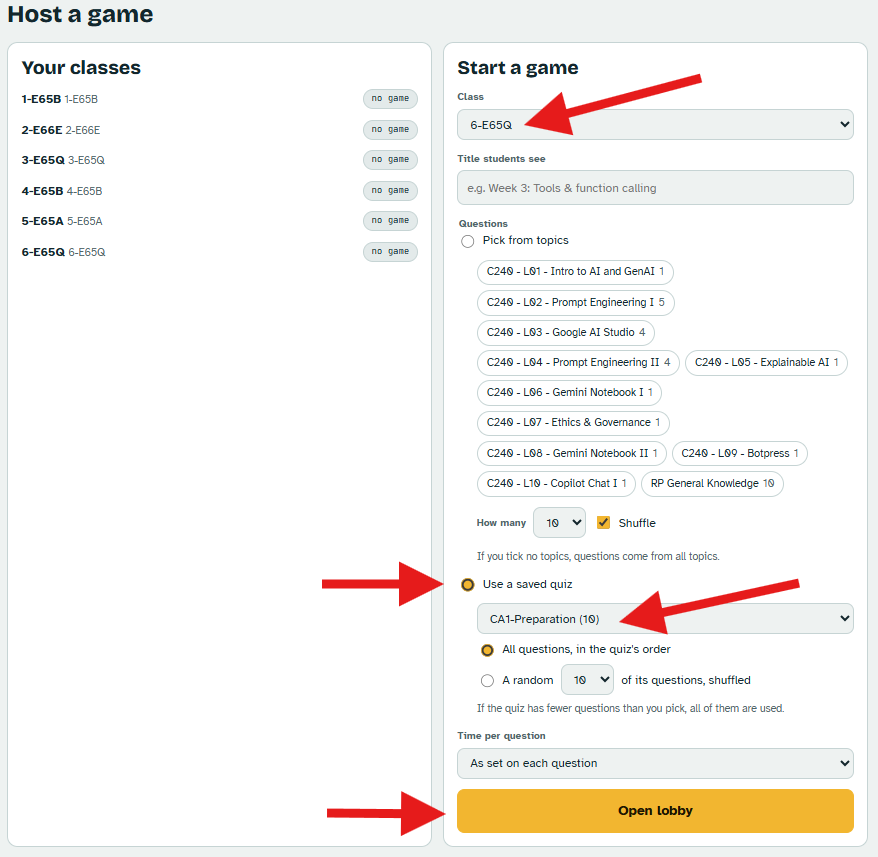 Host a game
Your classes
1-E65B 1-E65B no game
2-E66E 2-E66E no game
3-E65Q 3-E65Q no game
4-E65B 4-E65B no game
5-E65A 5-E65A no game
6-E65Q 6-E65Q no game
Start a game
Class
6-E65Q
Title students see
e.g. Week 3: Tools & function calling
Questions
Pick from topics
C240 - L01 - Intro to AI and GenAI 1
C240 - L02 - Prompt Engineering I 5
C240 - L03 - Google AI Studio 4
C240 - L04 - Prompt Engineering II 4 C240 - L05 - Explainable AI 1
C240 - L06 - Gemini Notebook I 1
C240 - L07 - Ethics & Governance 1
C240 - L08 - Gemini Notebook II 1 C240 - L09 - Botpress 1
C240 - L10 - Copilot Chat I 1 RP General Knowledge 10
How many 10 Shuffle
If you tick no topics, questions come from all topics.
Use a saved quiz
CA1-Preparation (10)
All questions, in the quiz's order
A random 10 of its questions, shuffled
If the quiz has fewer questions than you pick, all of them are used.
Time per question
As set on each question
Open lobby